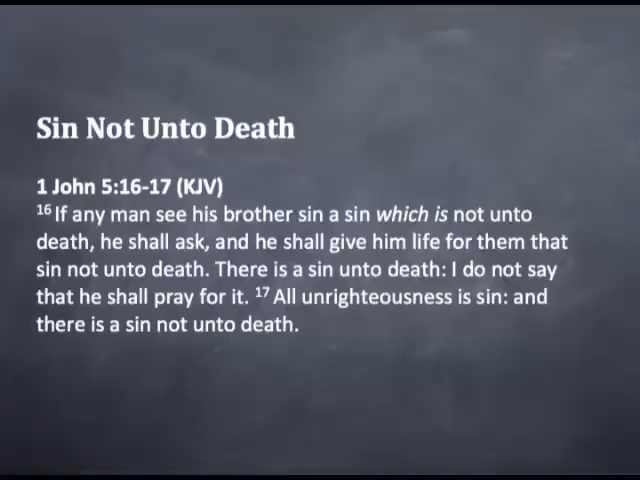 Sin Not Unto Death
1 John 5:16-17 (KJV)
16 If any man see his brother sin a sin which is not unto
death, he shall ask, and he shall give him life for them that
sin not unto death. There is a sin unto death: I do not say
that he shall pray for it. 17 All unrighteousness is sin: and
there is a sin not unto death.